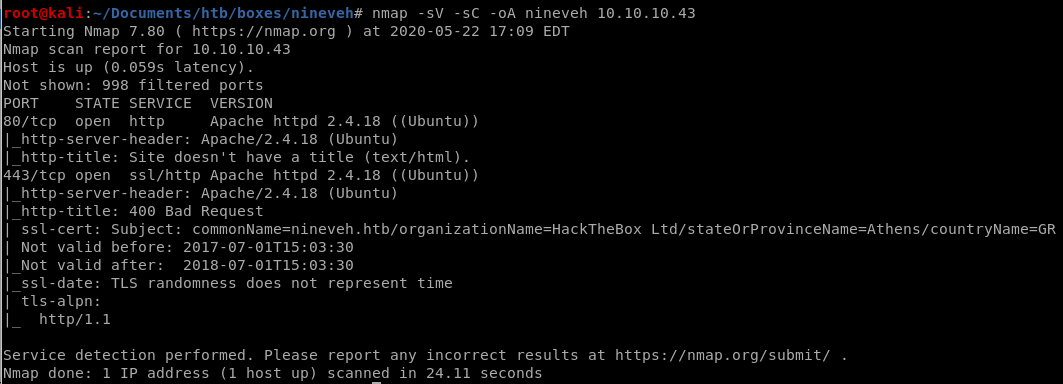 root@kali:~/Documents/htb/boxes/nineveh# nmap -sV -sC -oA nineveh 10.10.10.43
Starting Nmap 7.80 ( https://nmap.org ) at 2020-05-22 17:09 EDT
Nmap scan report for 10.10.10.43
Host is up (0.059s latency).
Not shown: 998 filtered ports
PORT    STATE SERVICE  VERSION
80/tcp  open  http     Apache httpd 2.4.18 ((Ubuntu))
|_http-server-header: Apache/2.4.18 (Ubuntu)
|_http-title: Site doesn't have a title (text/html).
443/tcp open  ssl/http Apache httpd 2.4.18 ((Ubuntu))
|_http-server-header: Apache/2.4.18 (Ubuntu)
|_http-title: 400 Bad Request
| ssl-cert: Subject: commonName=nineveh.htb/organizationName=HackTheBox Ltd/stateOrProvinceName=Athens/countryName=GR
| Not valid before: 2017-07-01T15:03:30
|_Not valid after:  2018-07-01T15:03:30
|_ssl-date: TLS randomness does not represent time
| tls-alpn:
|_  http/1.1

Service detection performed. Please report any incorrect results at https://nmap.org/submit/ .
Nmap done: 1 IP address (1 host up) scanned in 24.11 seconds